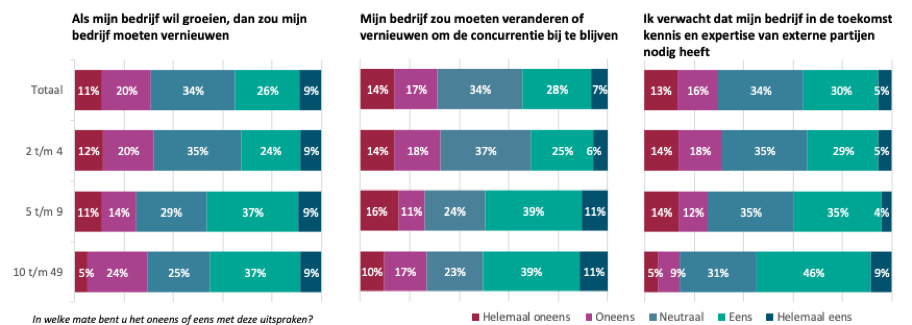 Als mijn bedrijf wil groeien, dan zou mijn
bedrijf moeten vernieuwen
Mijn bedrijf zou moeten veranderen of
vernieuwen om de concurrentie bij te blijven
Ik verwacht dat mijn bedrijf in de toekomst
kennis en expertise van externe partijen
nodig heeft
Totaal 11% 20% 34% 26% 9% 14% 17% 34% 28% 7% 13% 16% 34% 30% 5%
2 t/m 4 12% 20% 35% 24% 9% 14% 18% 37% 25% 6% 14% 18% 35% 29% 5%
5 t/m 9 11% 14% 29% 37% 9% 16% 11% 24% 39% 11% 14% 12% 35% 35% 4%
10 t/m 49 5% 24% 25% 37% 9% 10% 17% 23% 39% 11% 5% 9% 31% 46% 9%
In welke mate bent u het oneens of eens met deze uitspraken?
Helemaal oneens Oneens Neutraal Eens Helemaal eens